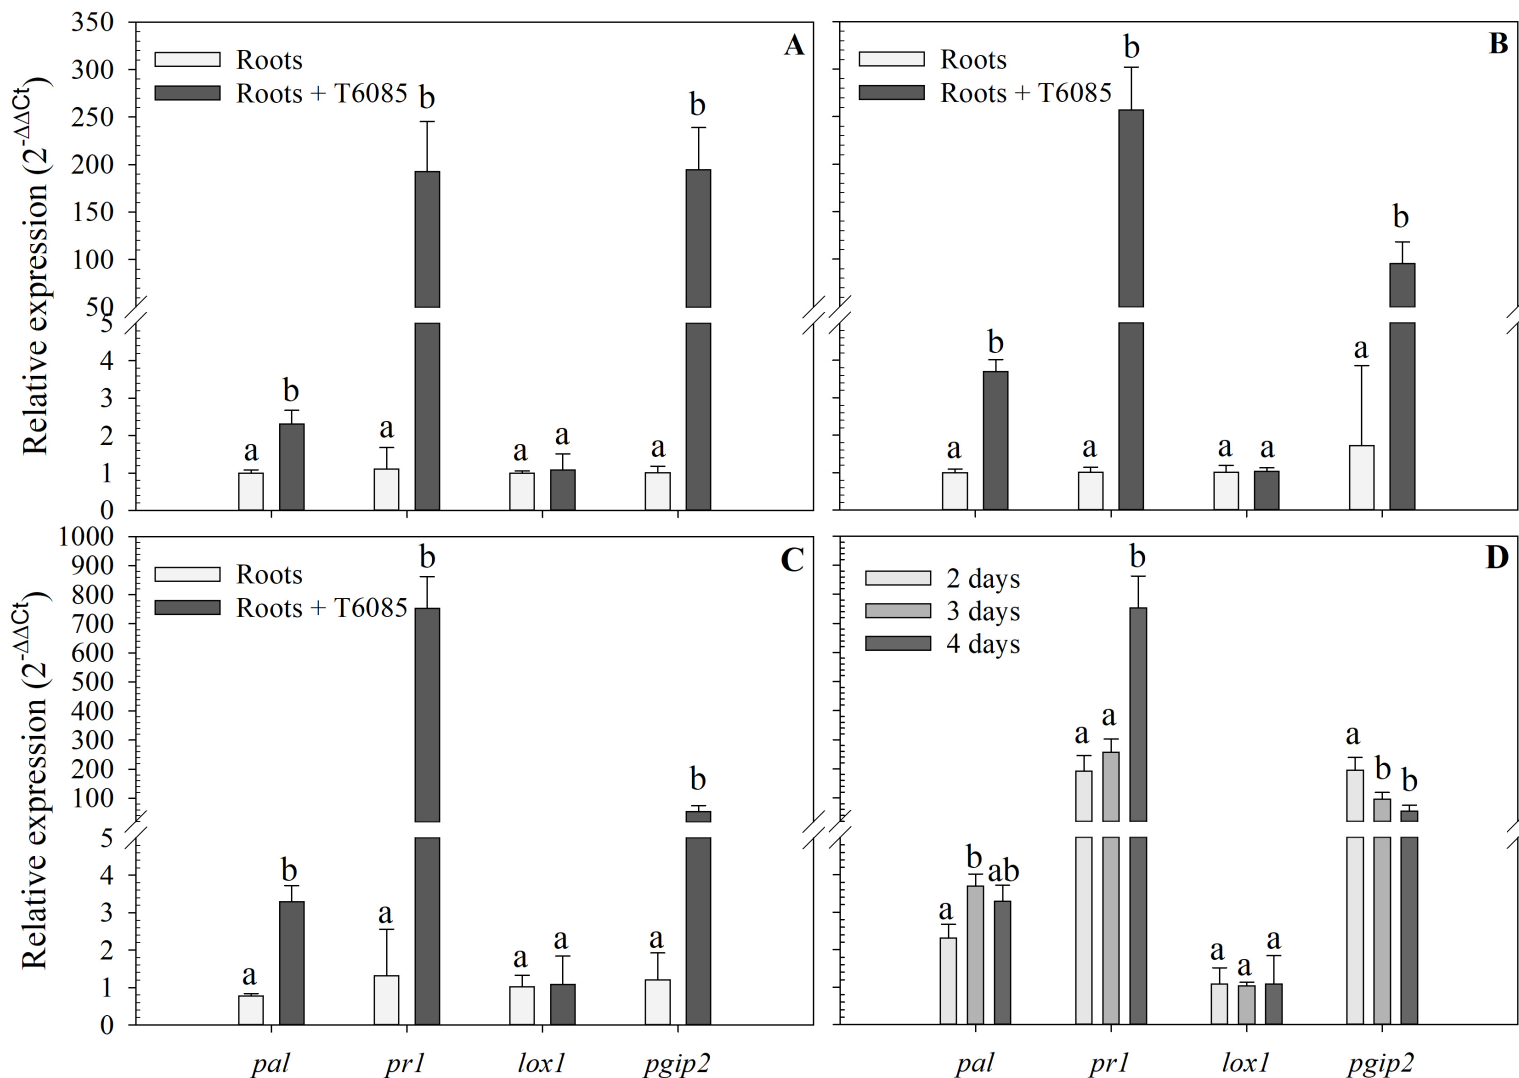 A
Roots
Roots + T6085
Relative expression (2^-ΔΔCt)
350
300
250
200
150
100
50
5
4
3
2
1
0
a
b
a
b
a
a
a
b
B
Roots
Roots + T6085
a
b
a
b
a
a
a
b
C
Roots
Roots + T6085
Relative expression (2^-ΔΔCt)
1000
900
800
700
600
500
400
300
200
100
5
4
3
2
1
0
a
b
a
b
a
a
a
b
pal
pr1
lox1
pgip2
D
2 days
3 days
4 days
a
b
ab
a
a
b
a
a
a
a
b
b
pal
pr1
lox1
pgip2